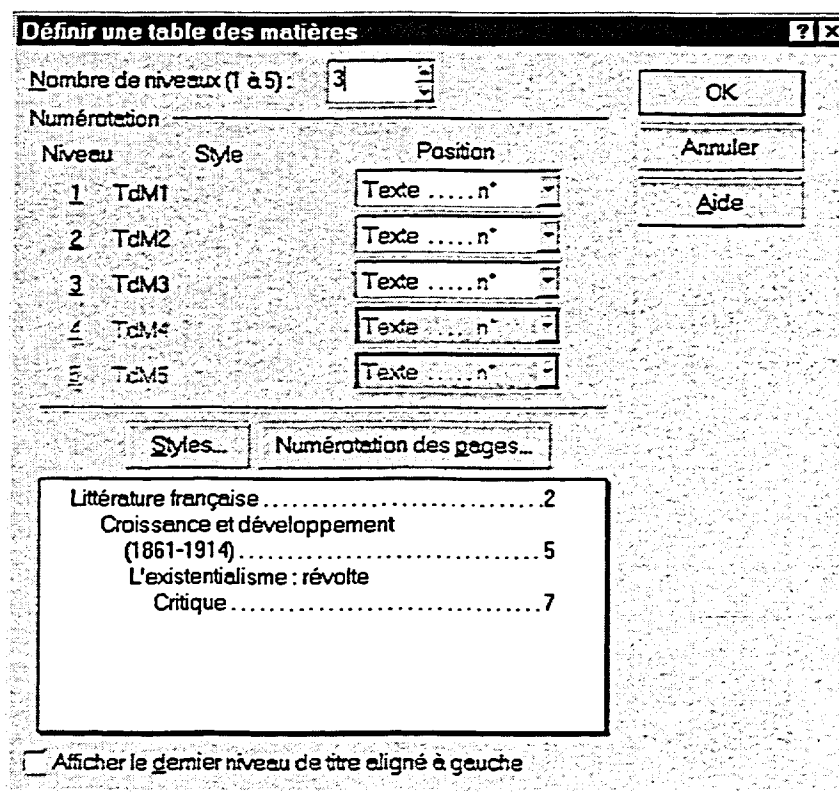 Définir une table des matières
Nombre de niveaux (1 à 5) : 3
OK
Numérotation
Annuler
Niveau Style Position
Aide
1 TdM1 Texte .....n°
2 TdM2 Texte .....n°
3 TdM3 Texte .....n°
4 TdM4 Texte .....n°
5 TdM5 Texte .....n°
Styles... Numérotation des pages...
Littérature française..............................2
Croissance et développement
(1861-1914)................................5
L'existentialisme : révolte
Critique.................................7
Afficher le dernier niveau de titre aligné à gauche